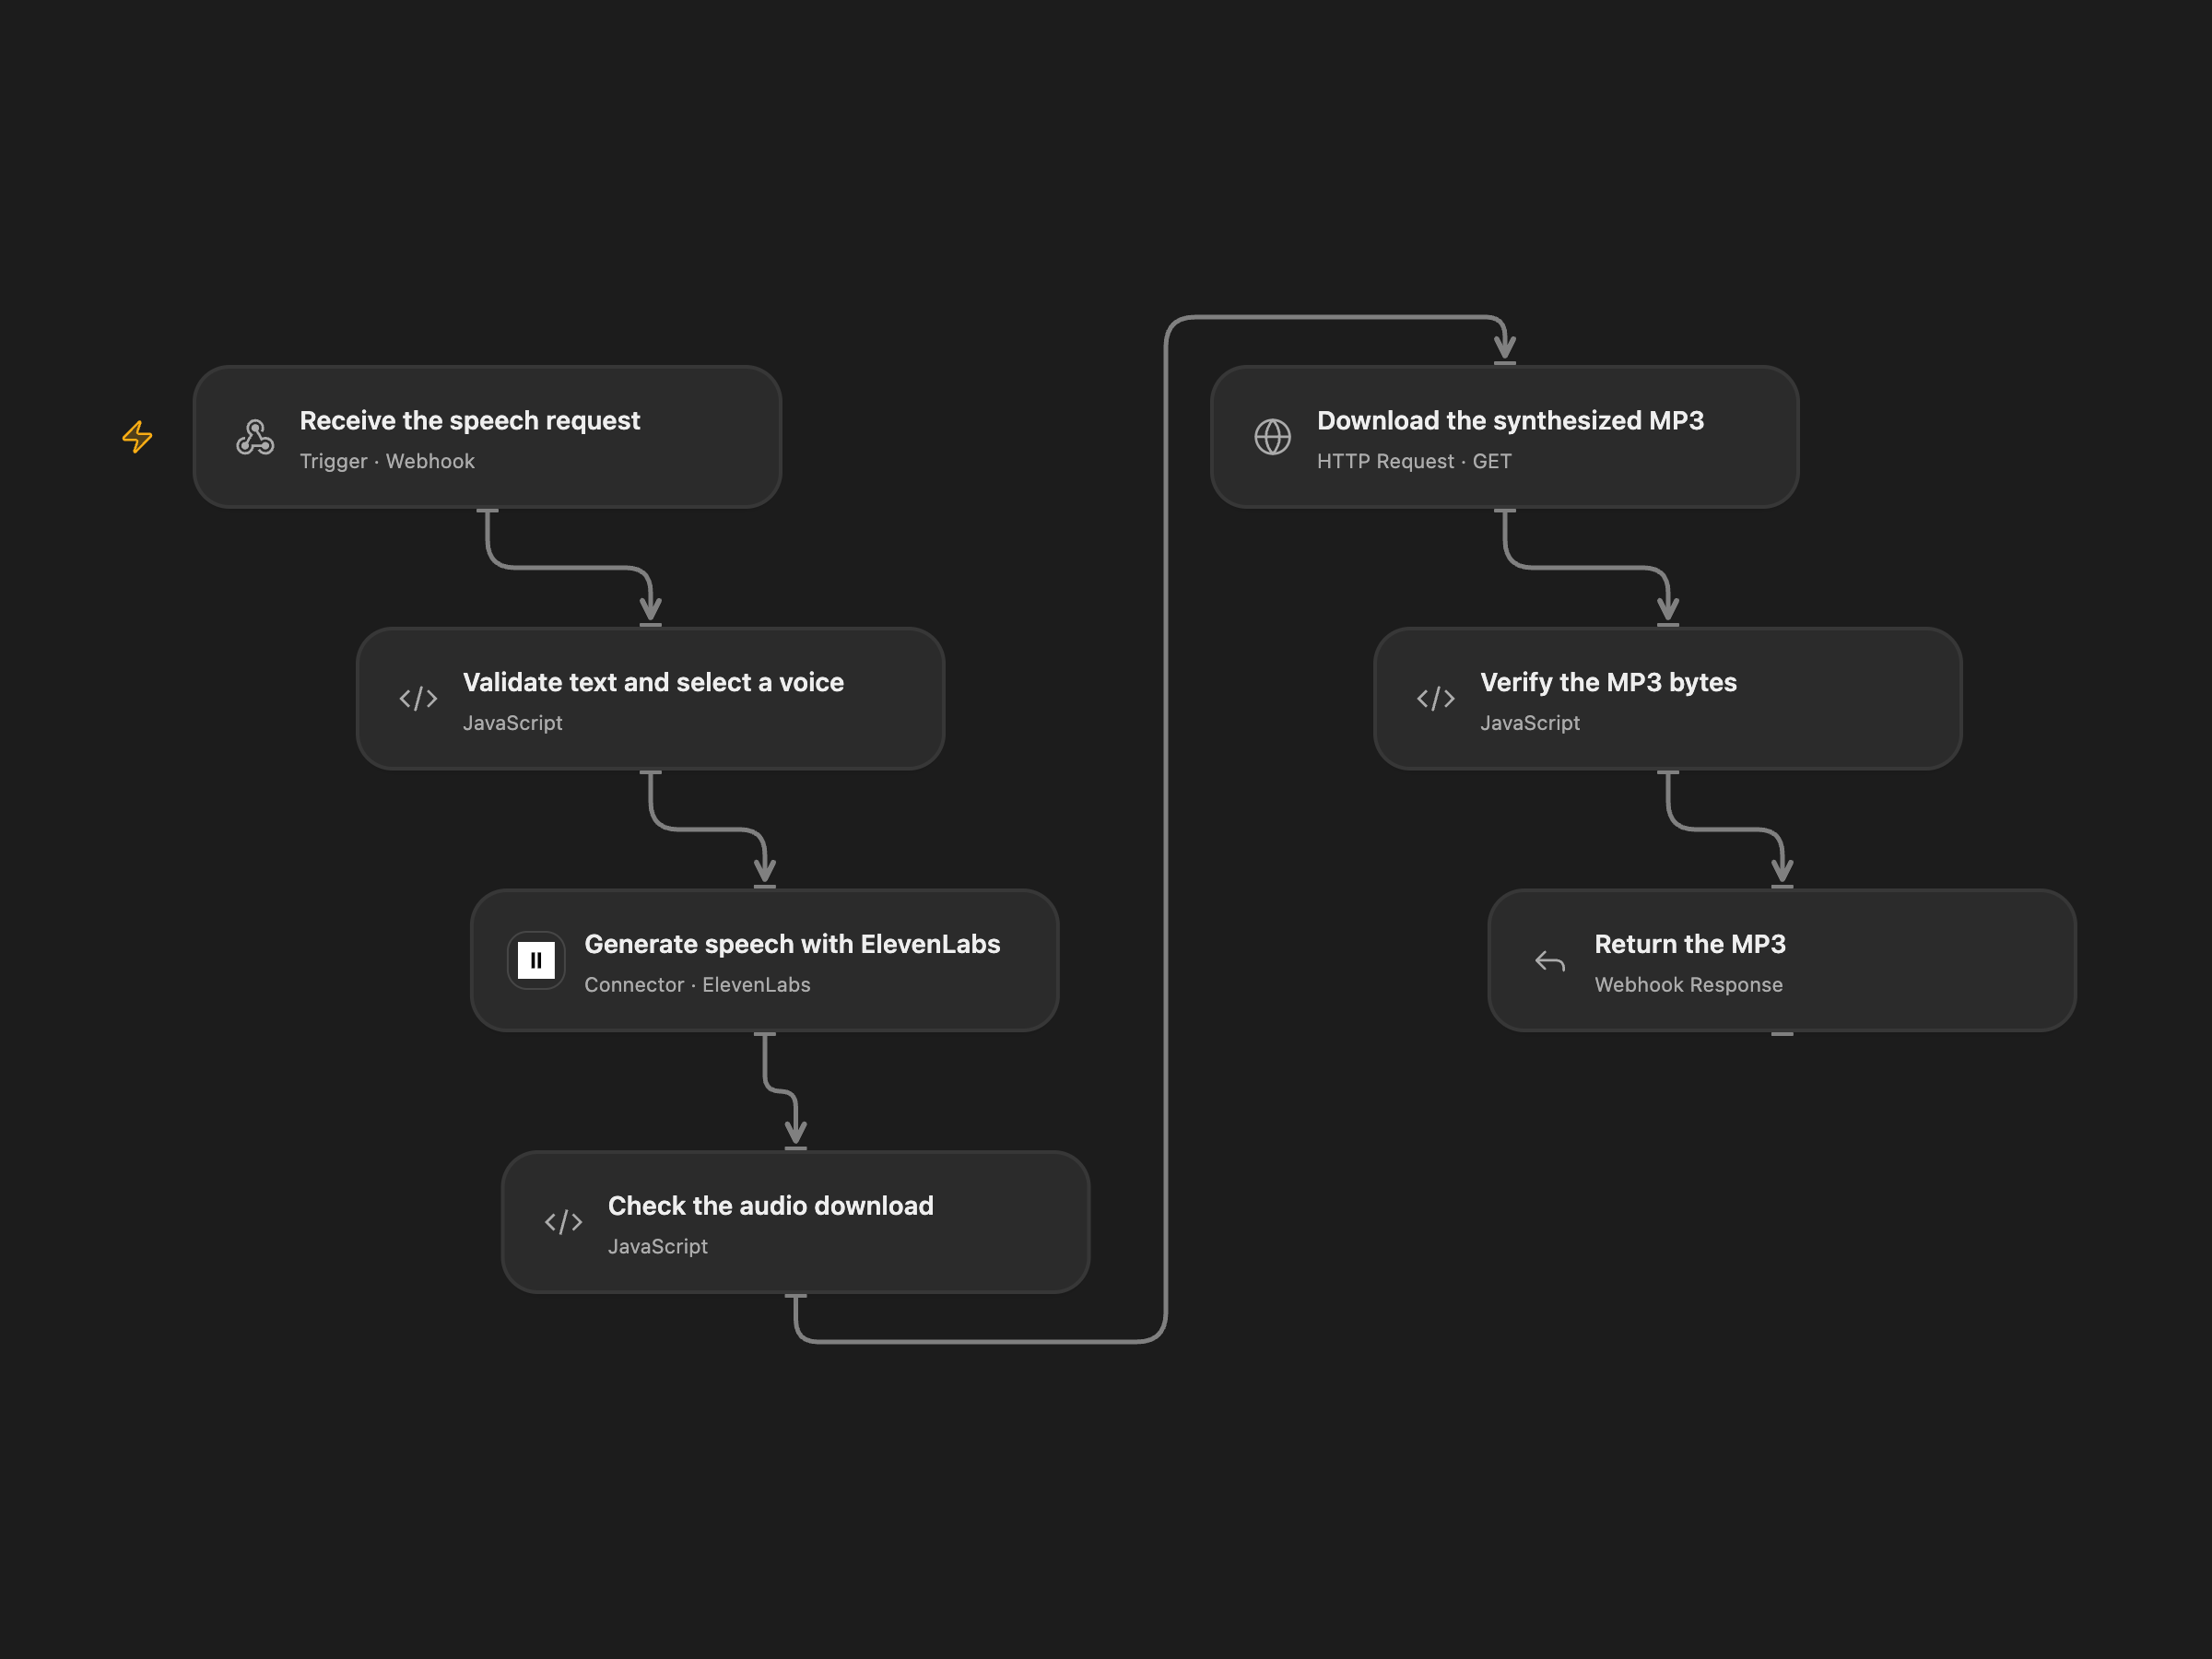 Receive the speech request
Trigger · Webhook
Validate text and select a voice
JavaScript
Generate speech with ElevenLabs
Connector · ElevenLabs
Check the audio download
JavaScript
Download the synthesized MP3
HTTP Request · GET
Verify the MP3 bytes
JavaScript
Return the MP3
Webhook Response